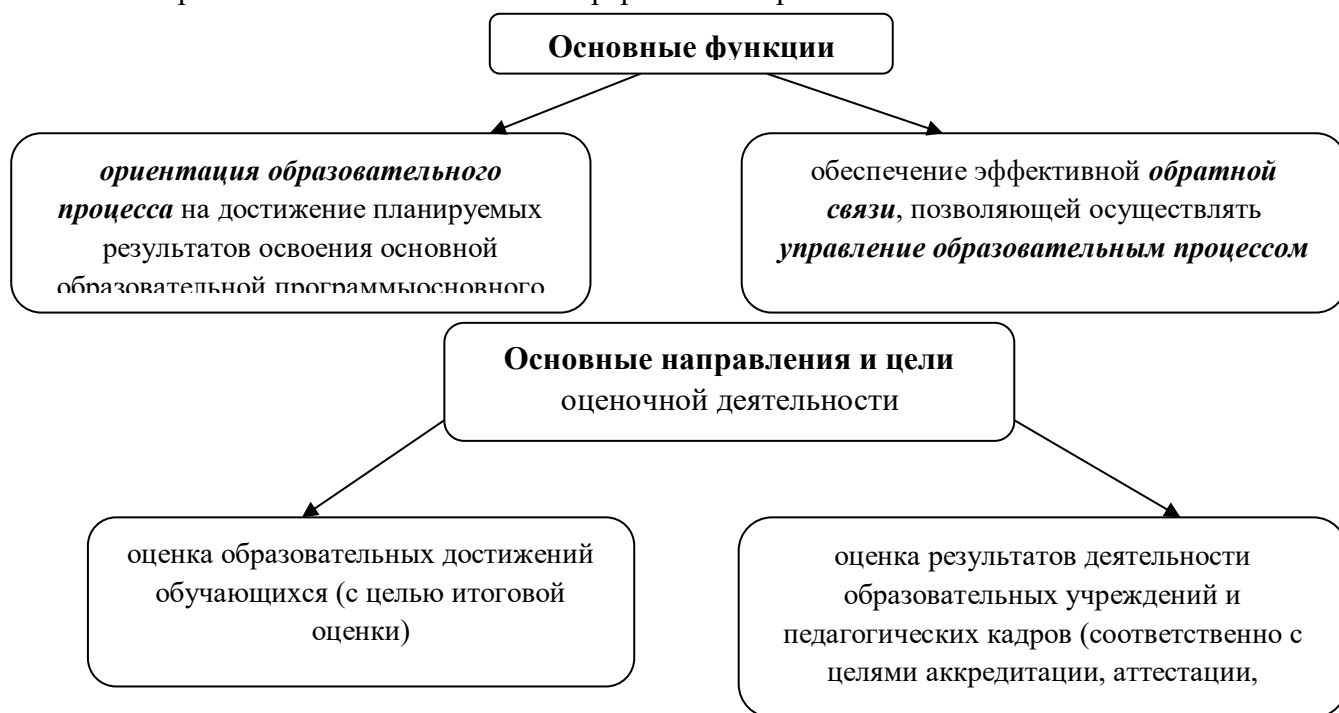 Основные функции
ориентация образовательного
процесса на достижение планируемых
результатов освоения основной
образовательной программыосновного
обеспечение эффективной обратной
связи, позволяющей осуществлять
управление образовательным процессом
Основные направления и цели
оценочной деятельности
оценка образовательных достижений
обучающихся (с целью итоговой
оценки)
оценка результатов деятельности
образовательных учреждений и
педагогических кадров (соответственно с
целями аккредитации, аттестации,